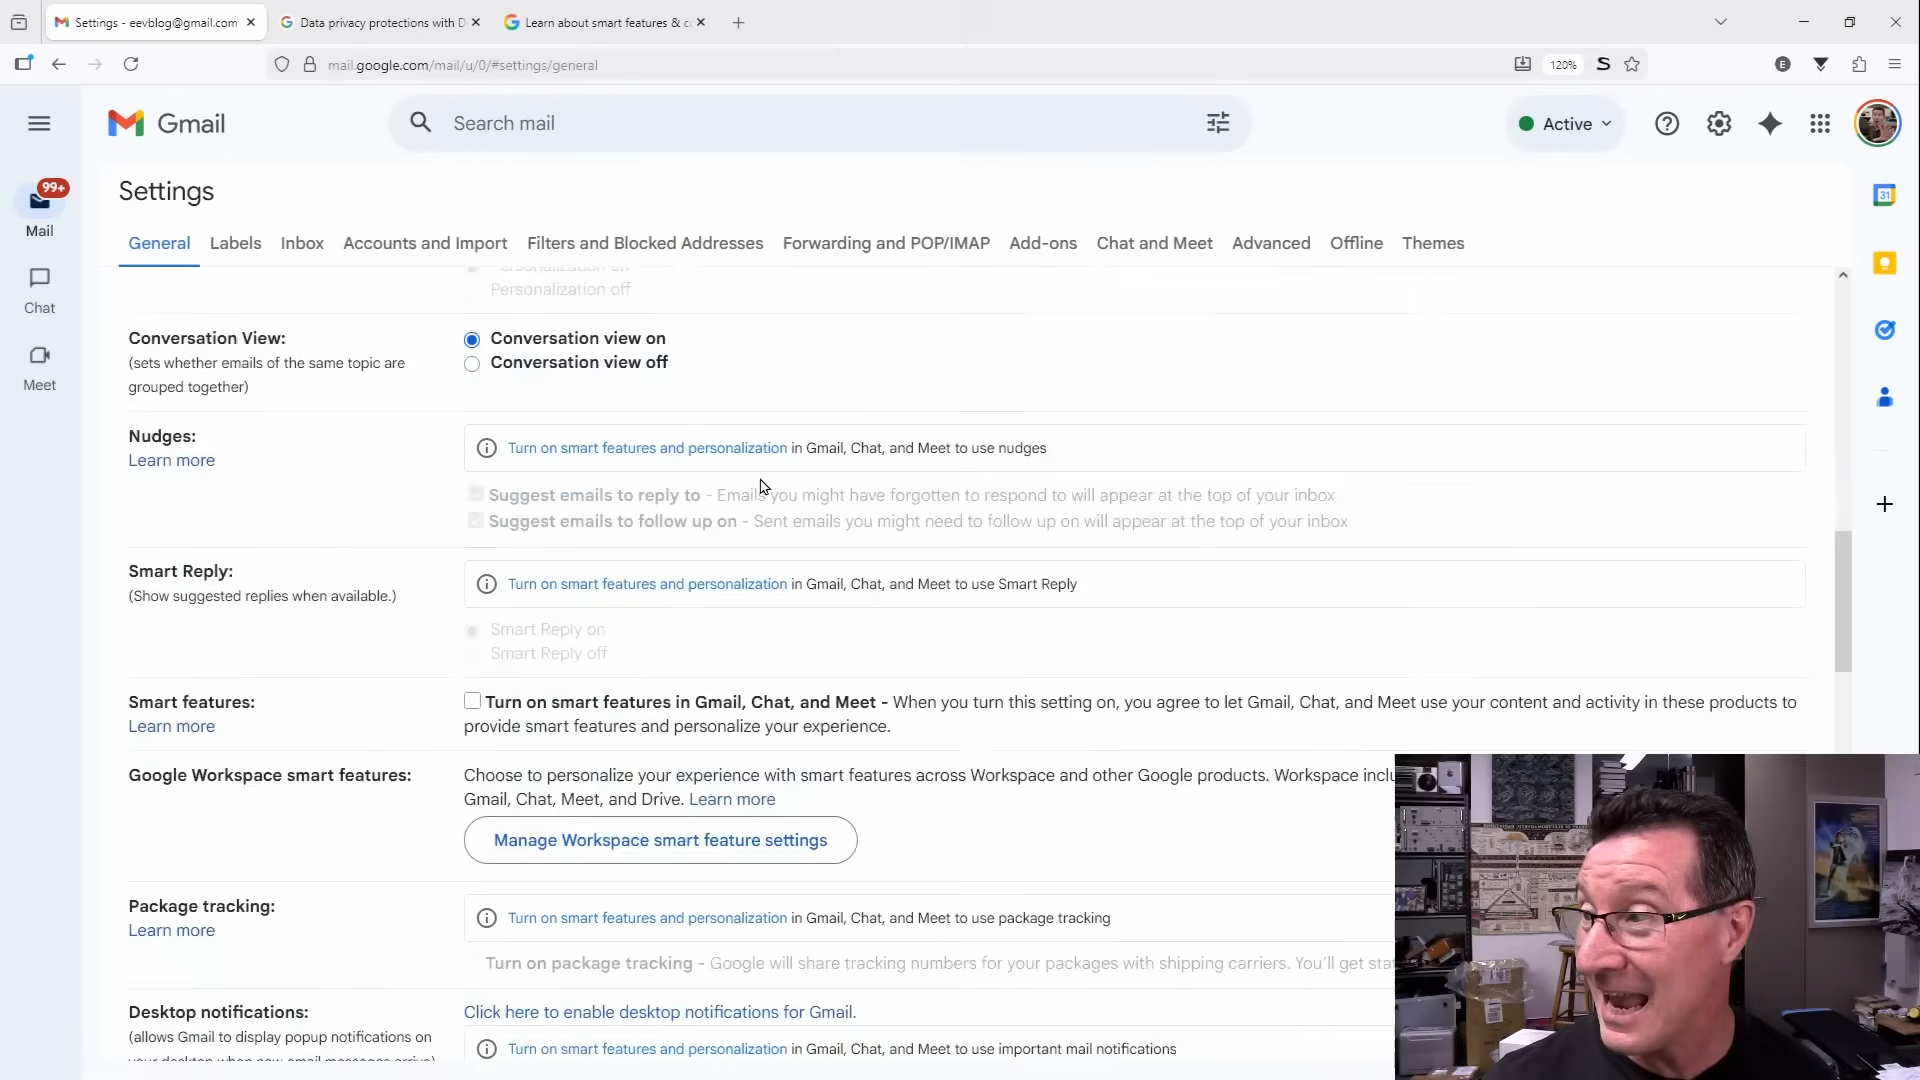 Settings - eevblog@gmail.com
Data privacy protections with D
Learn about smart features & c
mail.google.com/mail/u/0/#settings/general
120%
Gmail
Search mail
Active
99+
Mail
Chat
Meet
31
Settings
General Labels Inbox Accounts and Import Filters and Blocked Addresses Forwarding and POP/IMAP Add-ons Chat and Meet Advanced Offline Themes
Personalization off
Conversation View:
(sets whether emails of the same topic are
grouped together)
Conversation view on
Conversation view off
Nudges:
Learn more
Turn on smart features and personalization in Gmail, Chat, and Meet to use nudges
Suggest emails to reply to - Emails you might have forgotten to respond to will appear at the top of your inbox
Suggest emails to follow up on - Sent emails you might need to follow up on will appear at the top of your inbox
Smart Reply:
(Show suggested replies when available.)
Turn on smart features and personalization in Gmail, Chat, and Meet to use Smart Reply
Smart Reply on
Smart Reply off
Smart features:
Learn more
Turn on smart features in Gmail, Chat, and Meet - When you turn this setting on, you agree to let Gmail, Chat, and Meet use your content and activity in these products to
provide smart features and personalize your experience.
Google Workspace smart features:
Choose to personalize your experience with smart features across Workspace and other Google products. Workspace inclu
Gmail, Chat, Meet, and Drive. Learn more
Manage Workspace smart feature settings
Package tracking:
Learn more
Turn on smart features and personalization in Gmail, Chat, and Meet to use package tracking
Turn on package tracking - Google will share tracking numbers for your packages with shipping carriers. You'll get stat
Desktop notifications:
(allows Gmail to display popup notifications on
your desktop when new email messages arrive)
Click here to enable desktop notifications for Gmail.
Turn on smart features and personalization in Gmail, Chat, and Meet to use important mail notifications